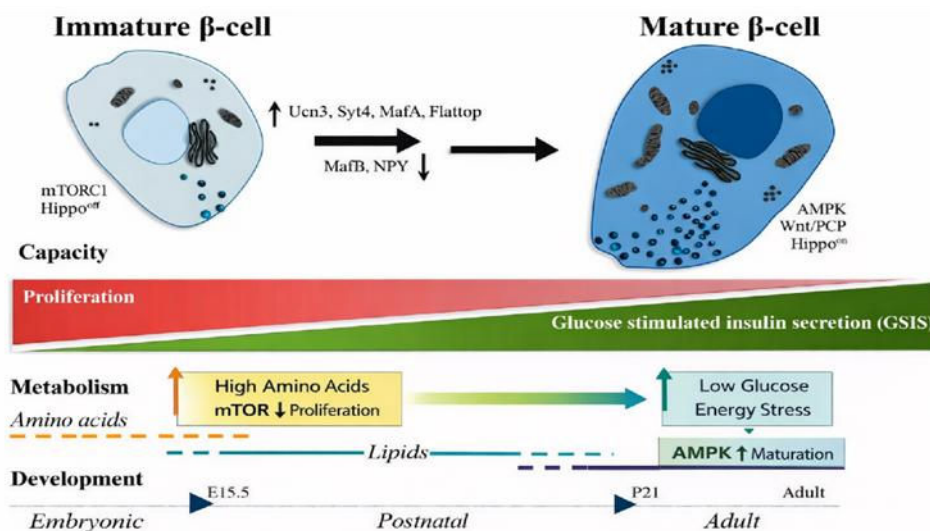 Immature β-cell
Mature β-cell
↑ Ucn3, Syt4, MafA, Flattop
MafB, NPY ↓
mTORC1
Hippo^off
AMPK
Wnt/PCP
Hippo^on
Capacity
Proliferation
Glucose stimulated insulin secretion (GSIS)
Metabolism
Amino acids
High Amino Acids
mTOR ↓ Proliferation
Low Glucose
Energy Stress
Lipids
AMPK ↑ Maturation
Development
E15.5
P21
Adult
Embryonic
Postnatal
Adult